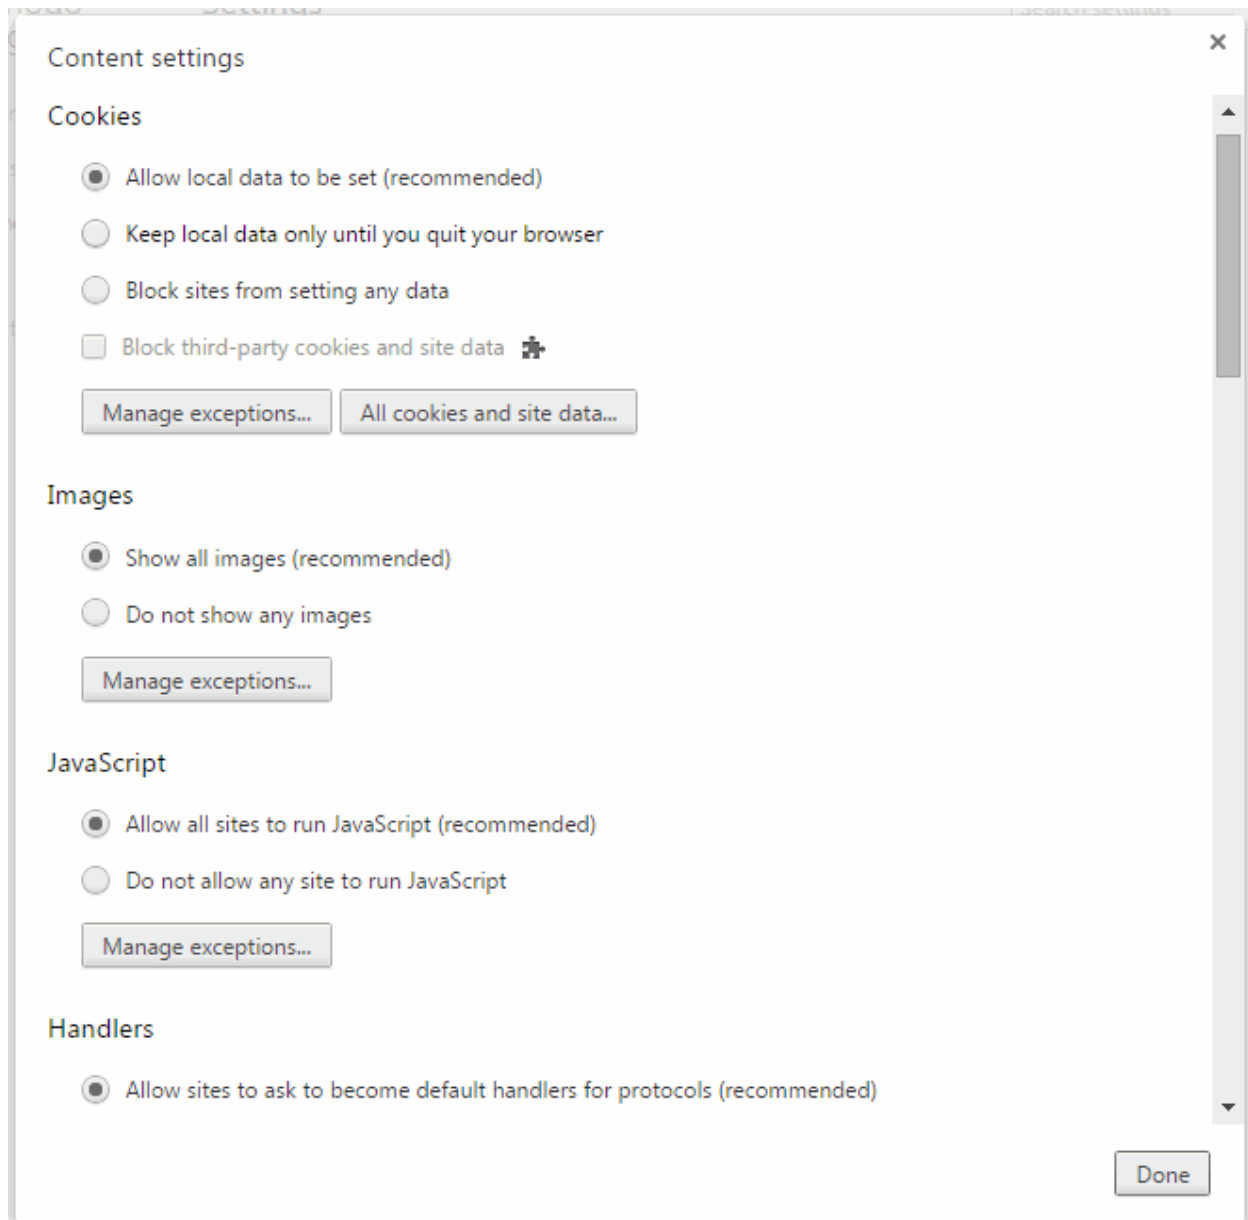 Settings
Search settings
Content settings
Cookies
Allow local data to be set (recommended)
Keep local data only until you quit your browser
Block sites from setting any data
Block third-party cookies and site data
Manage exceptions... All cookies and site data...
Images
Show all images (recommended)
Do not show any images
Manage exceptions...
JavaScript
Allow all sites to run JavaScript (recommended)
Do not allow any site to run JavaScript
Manage exceptions...
Handlers
Allow sites to ask to become default handlers for protocols (recommended)
Done